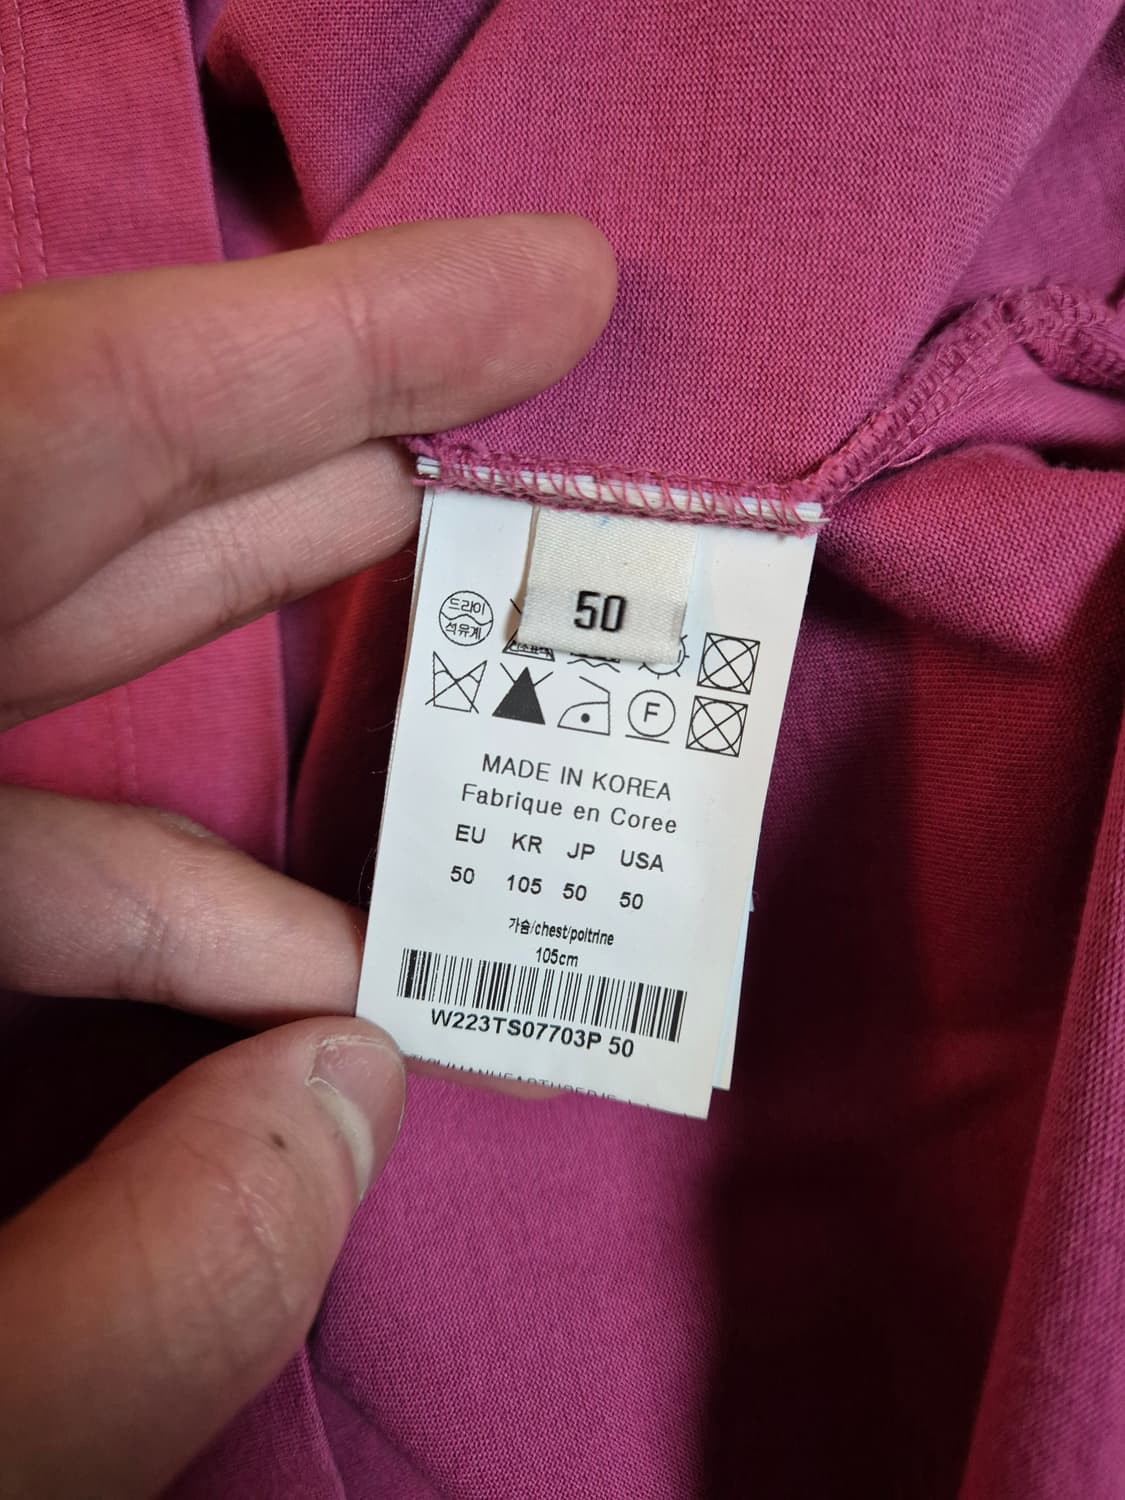 50
드라이
석유계
F
MADE IN KOREA
Fabrique en Coree
EU KR JP USA
50 105 50 50
가슴/chest/poitrine
105cm
W223TS07703P 50